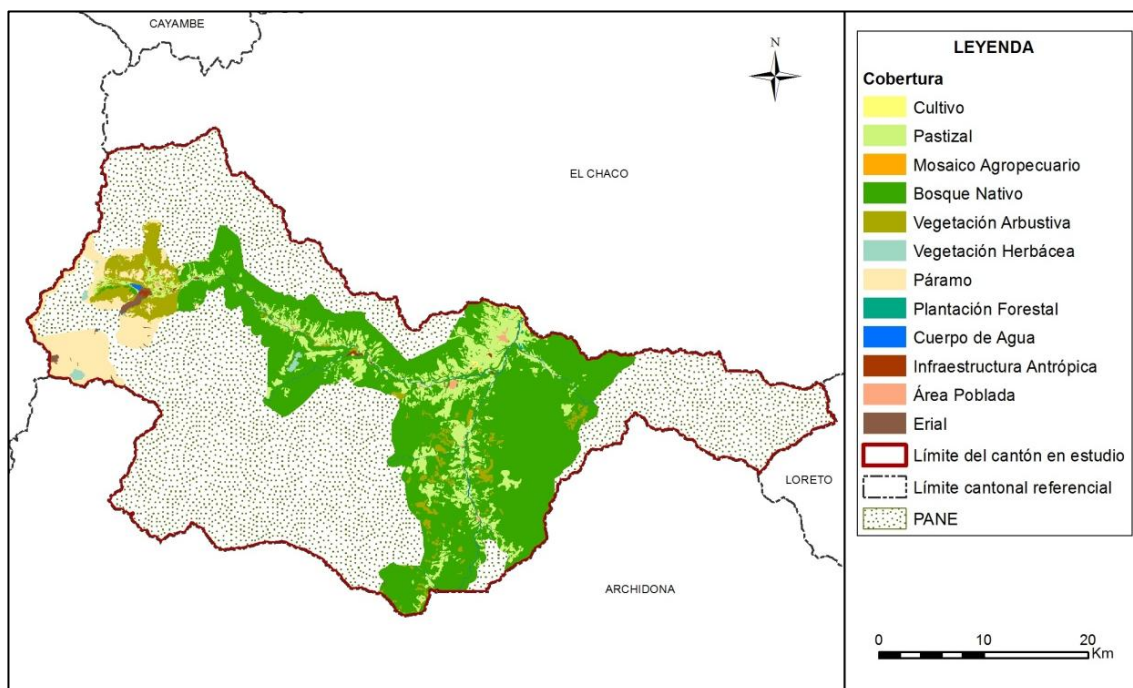 CAYAMBE
N
EL CHACO
LORETO
ARCHIDONA
LEYENDA
Cobertura
Cultivo
Pastizal
Mosaico Agropecuario
Bosque Nativo
Vegetación Arbustiva
Vegetación Herbácea
Páramo
Plantación Forestal
Cuerpo de Agua
Infraestructura Antrópica
Área Poblada
Erial
Límite del cantón en estudio
Límite cantonal referencial
PANE
0 10 20
Km